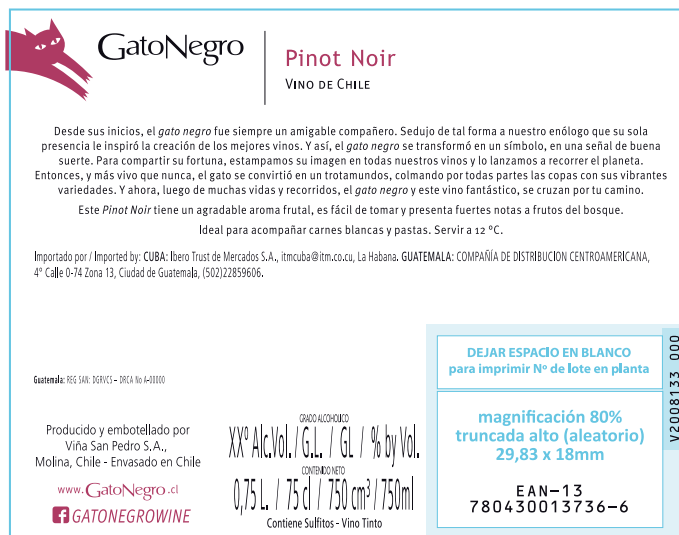 GatoNegro
Pinot Noir
VINO DE CHILE
Desde sus inicios, el gato negro fue siempre un amigable compañero. Sedujo de tal forma a nuestro enólogo que su sola
presencia le inspiró la creación de los mejores vinos. Y así, el gato negro se transformó en un símbolo, en una señal de buena
suerte. Para compartir su fortuna, estampamos su imagen en todas nuestros vinos y lo lanzamos a recorrer el planeta.
Entonces, y más vivo que nunca, el gato se convirtió en un trotamundos, colmando por todas partes las copas con sus vibrantes
variedades. Y ahora, luego de muchas vidas y recorridos, el gato negro y este vino fantástico, se cruzan por tu camino.
Este Pinot Noir tiene un agradable aroma frutal, es fácil de tomar y presenta fuertes notas a frutos del bosque.
Ideal para acompañar carnes blancas y pastas. Servir a 12 °C.
Importado por / Imported by: CUBA: Ibero Trust de Mercados S.A., itmcuba@itm.co.cu, La Habana. GUATEMALA: COMPAÑÍA DE DISTRIBUCION CENTROAMERICANA,
4° Calle 0-74 Zona 13, Ciudad de Guatemala, (502)22859606.
Guatemala: REG SAN: DGRVCS – DRCA No A-00000
Producido y embotellado por
Viña San Pedro S.A.,
Molina, Chile - Envasado en Chile
www.GatoNegro.cl
GATONEGROWINE
GRADO ALCOHOLICO
XX° Alc.Vol. / G.L. / GL / % by Vol.
CONTENIDO NETO
0,75 L. / 75 cl / 750 cm³ / 750ml
Contiene Sulfitos - Vino Tinto
DEJAR ESPACIO EN BLANCO
para imprimir Nº de lote en planta
magnificación 80%
truncada alto (aleatorio)
29,83 x 18mm
EAN-13
780430013736-6
V2008133 000